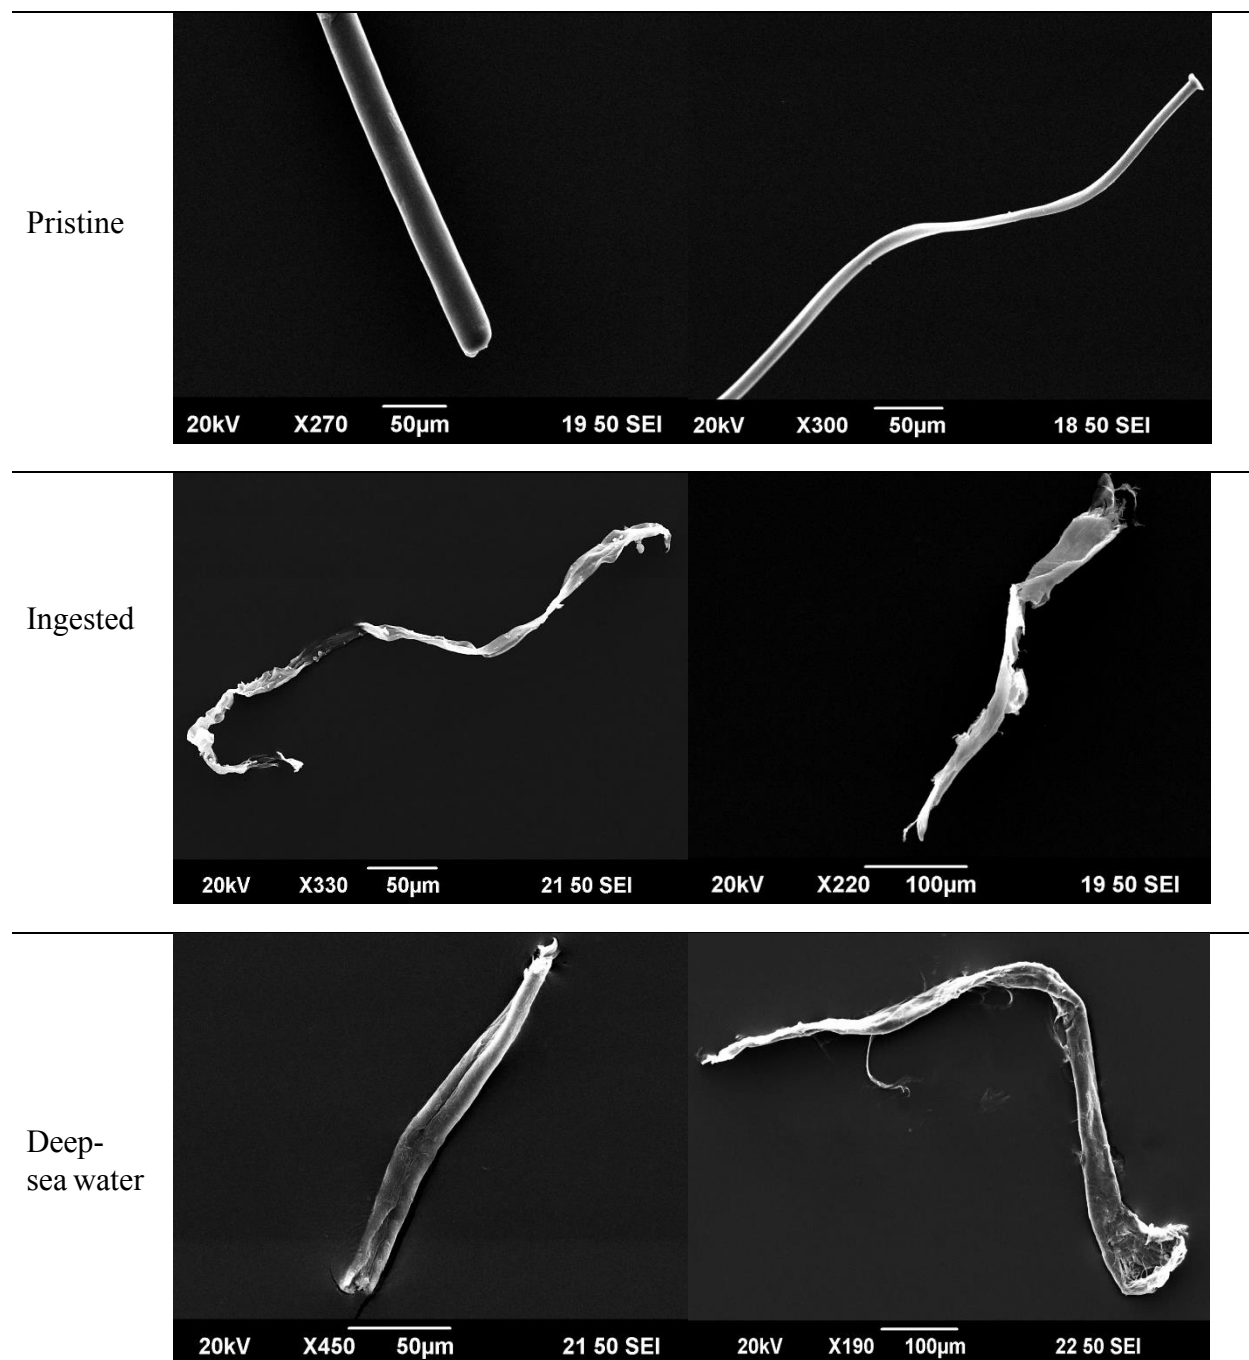 Pristine
20kV X270 50µm 19 50 SEI
20kV X300 50µm 18 50 SEI
Ingested
20kV X330 50µm 21 50 SEI
20kV X220 100µm 19 50 SEI
Deep-
sea water
20kV X450 50µm 21 50 SEI
20kV X190 100µm 22 50 SEI